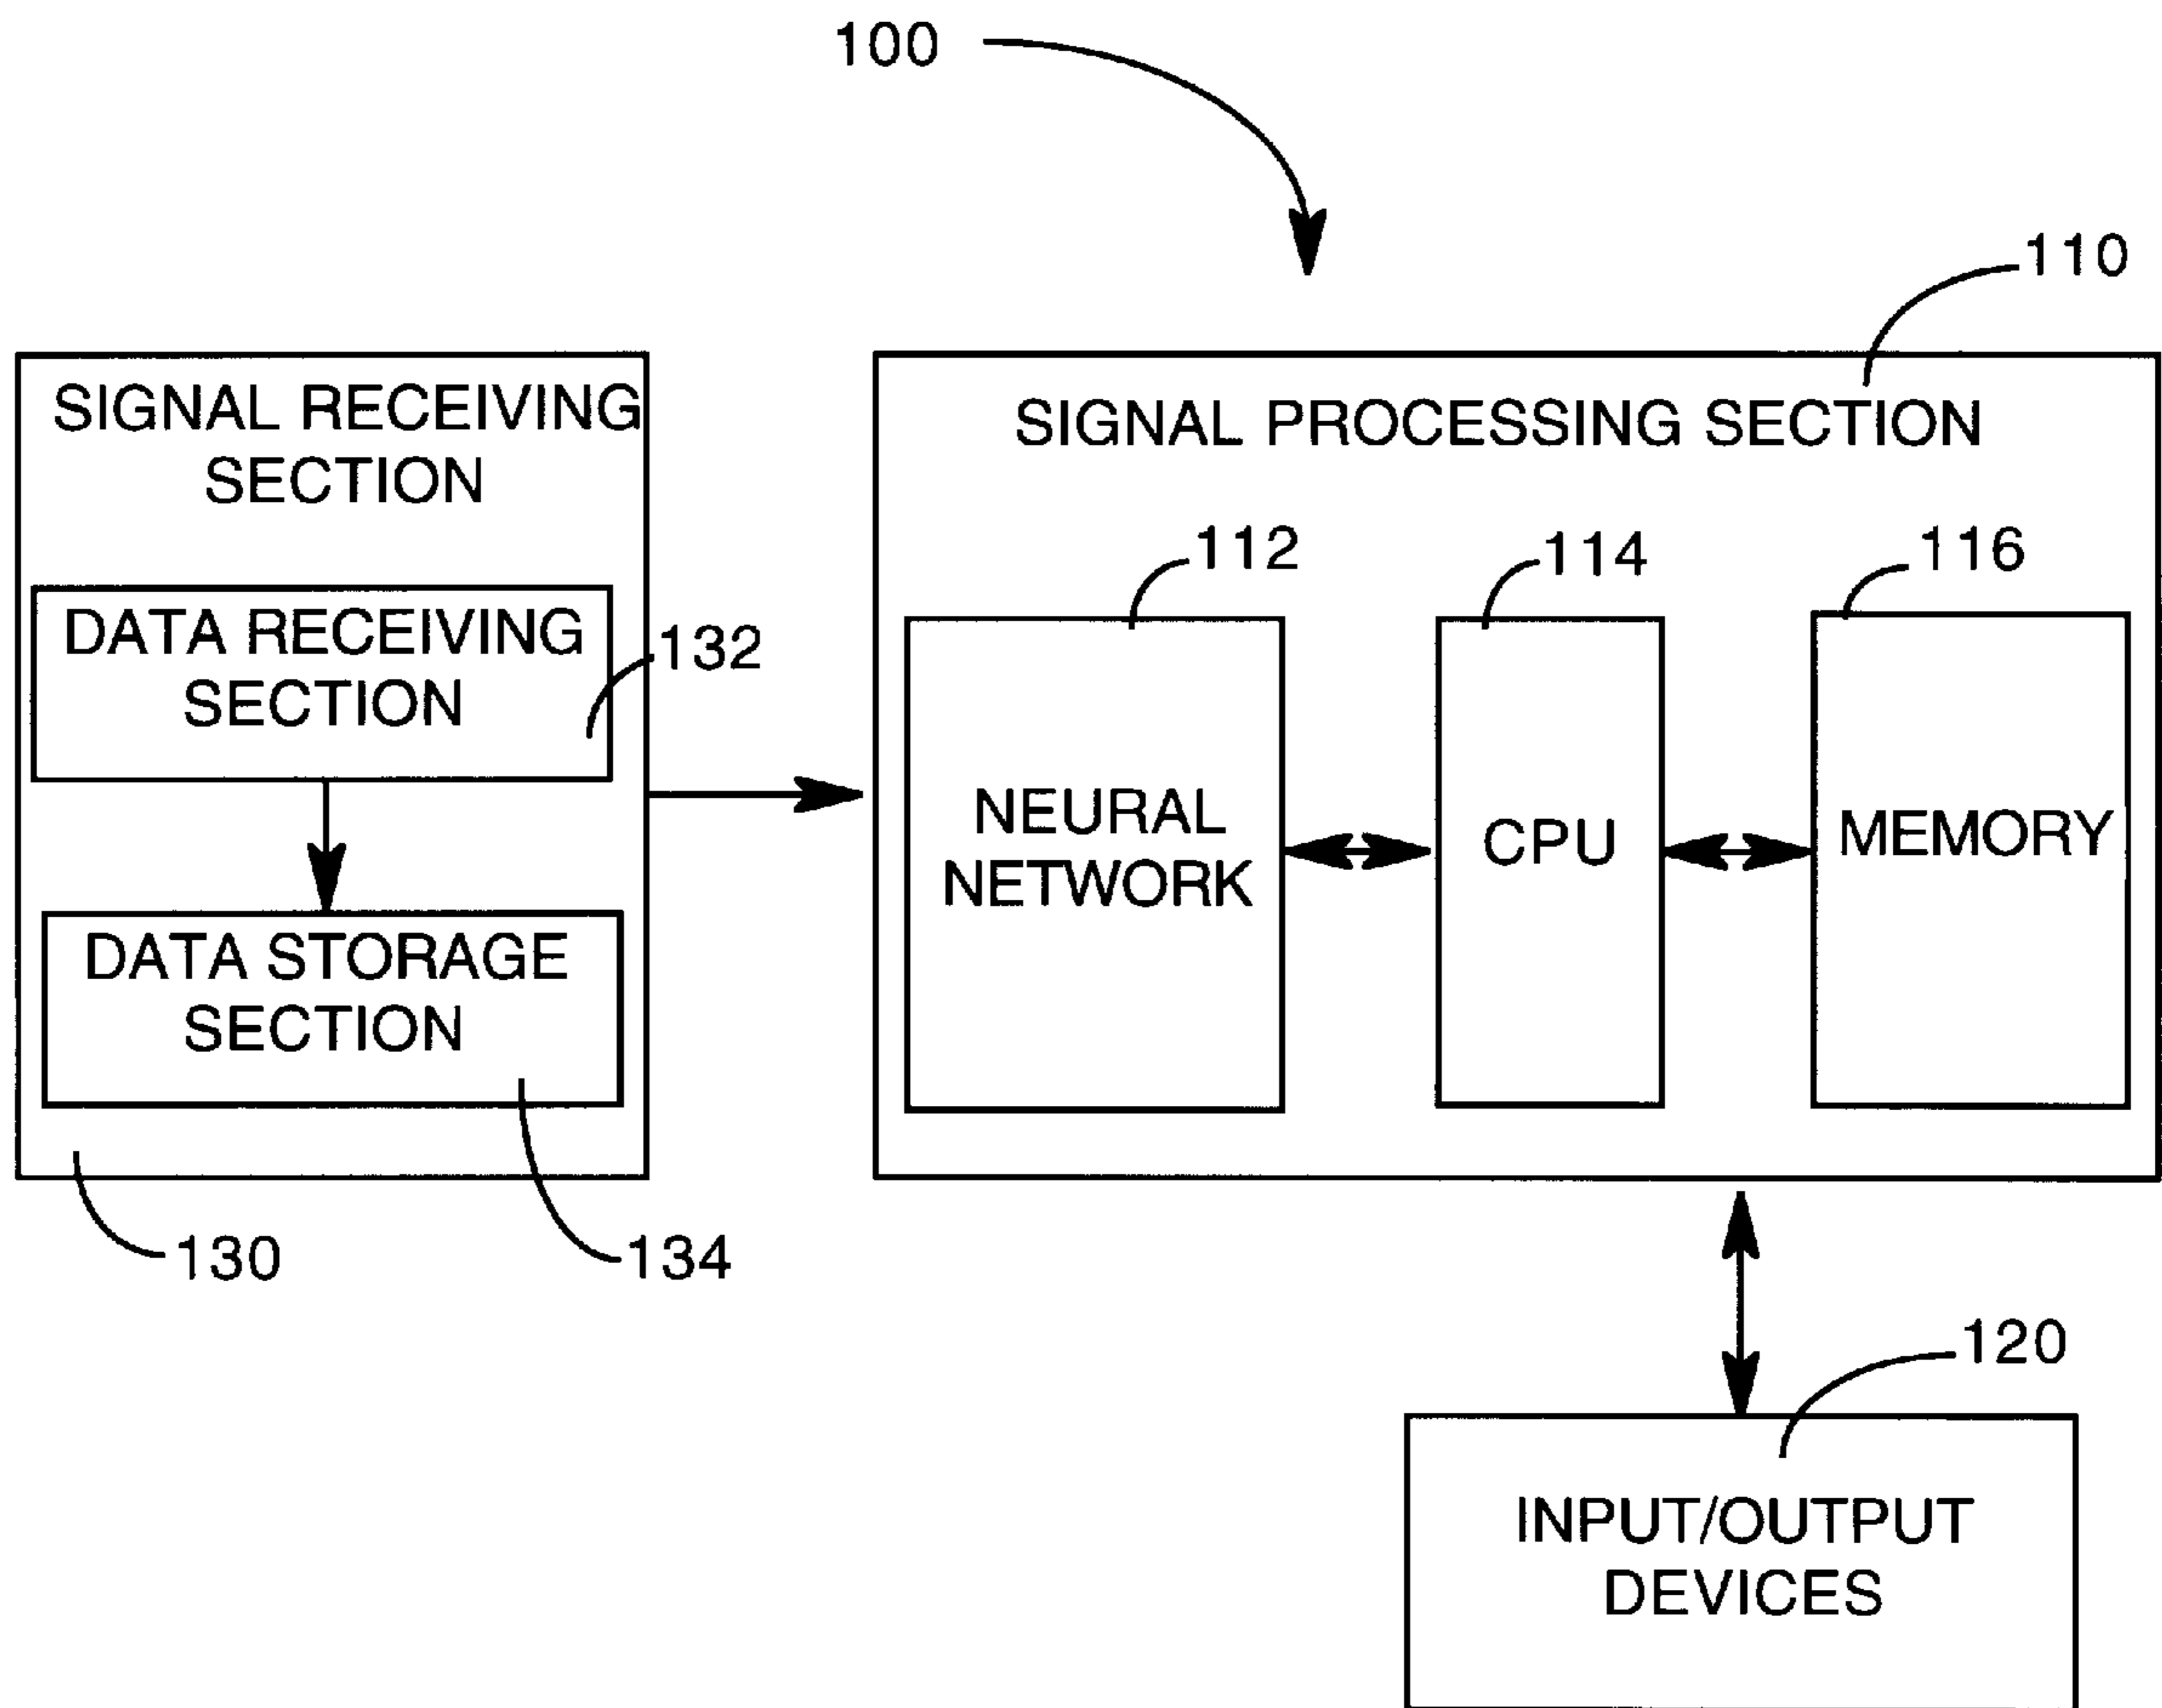 100
110
SIGNAL RECEIVING
SECTION
DATA RECEIVING
SECTION
132
DATA STORAGE
SECTION
130
134
SIGNAL PROCESSING SECTION
112
114
116
NEURAL
NETWORK
CPU
MEMORY
120
INPUT/OUTPUT
DEVICES